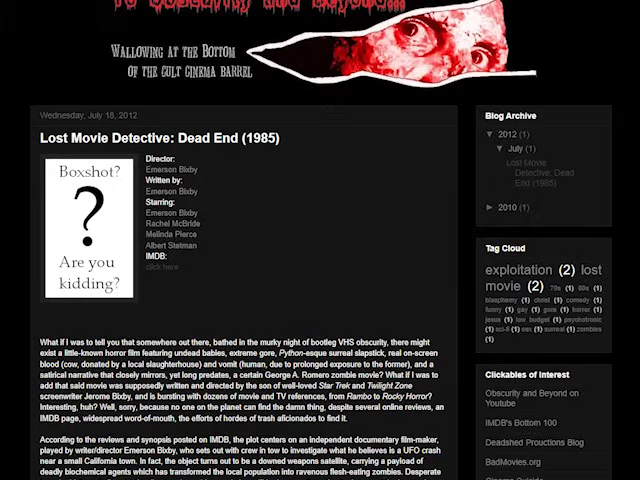 To Obscurity and Beyond...
Wallowing at the Bottom
of the cult cinema barrel
Wednesday, July 18, 2012
Lost Movie Detective: Dead End (1985)
Boxshot?
?
Are you
kidding?
Director:
Emerson Bixby
Written by:
Emerson Bixby
Starring:
Emerson Bixby
Rachel McBride
Melinda Pierce
Albert Stetman
IMDB:
click here
What if I was to tell you that somewhere out there, bathed in the murky night of bootleg VHS obscurity, there might
exist a little-known horror film featuring undead babies, extreme gore, Python-esque surreal slapstick, real on-screen
blood (cow, donated by a local slaughterhouse) and vomit (human, due to prolonged exposure to the former), and a
satirical narrative that closely mirrors, yet long predates, a certain George A. Romero zombie movie? What if I was to
add that said movie was supposedly written and directed by the son of well-loved Star Trek and Twilight Zone
screenwriter Jerome Bixby, and is bursting with dozens of movie and TV references, from Rambo to Rocky Horror?
Interesting, huh? Well, sorry, because no one on the planet can find the damn thing, despite several online reviews, an
IMDB page, widespread word-of-mouth, the efforts of hordes of trash aficionados to find it.
According to the reviews and synopsis posted on IMDB, the plot centers on an independent documentary film-maker,
played by writer/director Emerson Bixby, who sets out with crew in tow to investigate what he believes is a UFO crash
near a small California town. In fact, the object turns out to be a downed weapons satellite, carrying a payload of
deadly biochemical agents which has transformed the local population into ravenous flesh-eating zombies. Desperate
Blog Archive
▼ 2012 (1)
▼ July (1)
Lost Movie
Detective: Dead
End (1985)
► 2010 (1)
Tag Cloud
exploitation (2) lost
movie (2) 70s (1) 80s (1)
blasphemy (1) christ (1) comedy (1)
funny (1) gay (1) gore (1) horror (1)
jesus (1) low budget (1) psychotronic
(1) sci-fi (1) sex (1) surreal (1) zombies
(1)
Clickables of Interest
Obscurity and Beyond on
Youtube
IMDB's Bottom 100
Deadshed Prouctions Blog
BadMovies.org